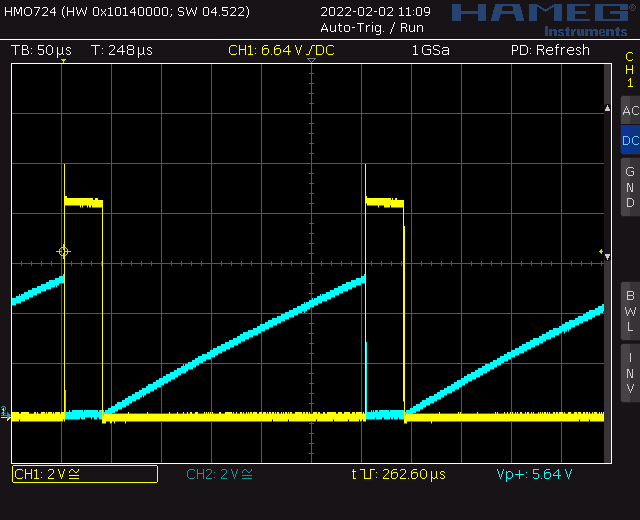 HMO724 (HW 0x10140000; SW 04.522)
2022-02-02 11:09
Auto-Trig. / Run
HAMEG
Instruments
TB: 50µs T: 248µs CH1: 6.64 V ∕DC 1GSa PD: Refresh
CH1
AC
DC
GND
BWL
INV
CH1: 2 V≅ CH2: 2 V≅ t: 262.60µs Vp+: 5.64 V